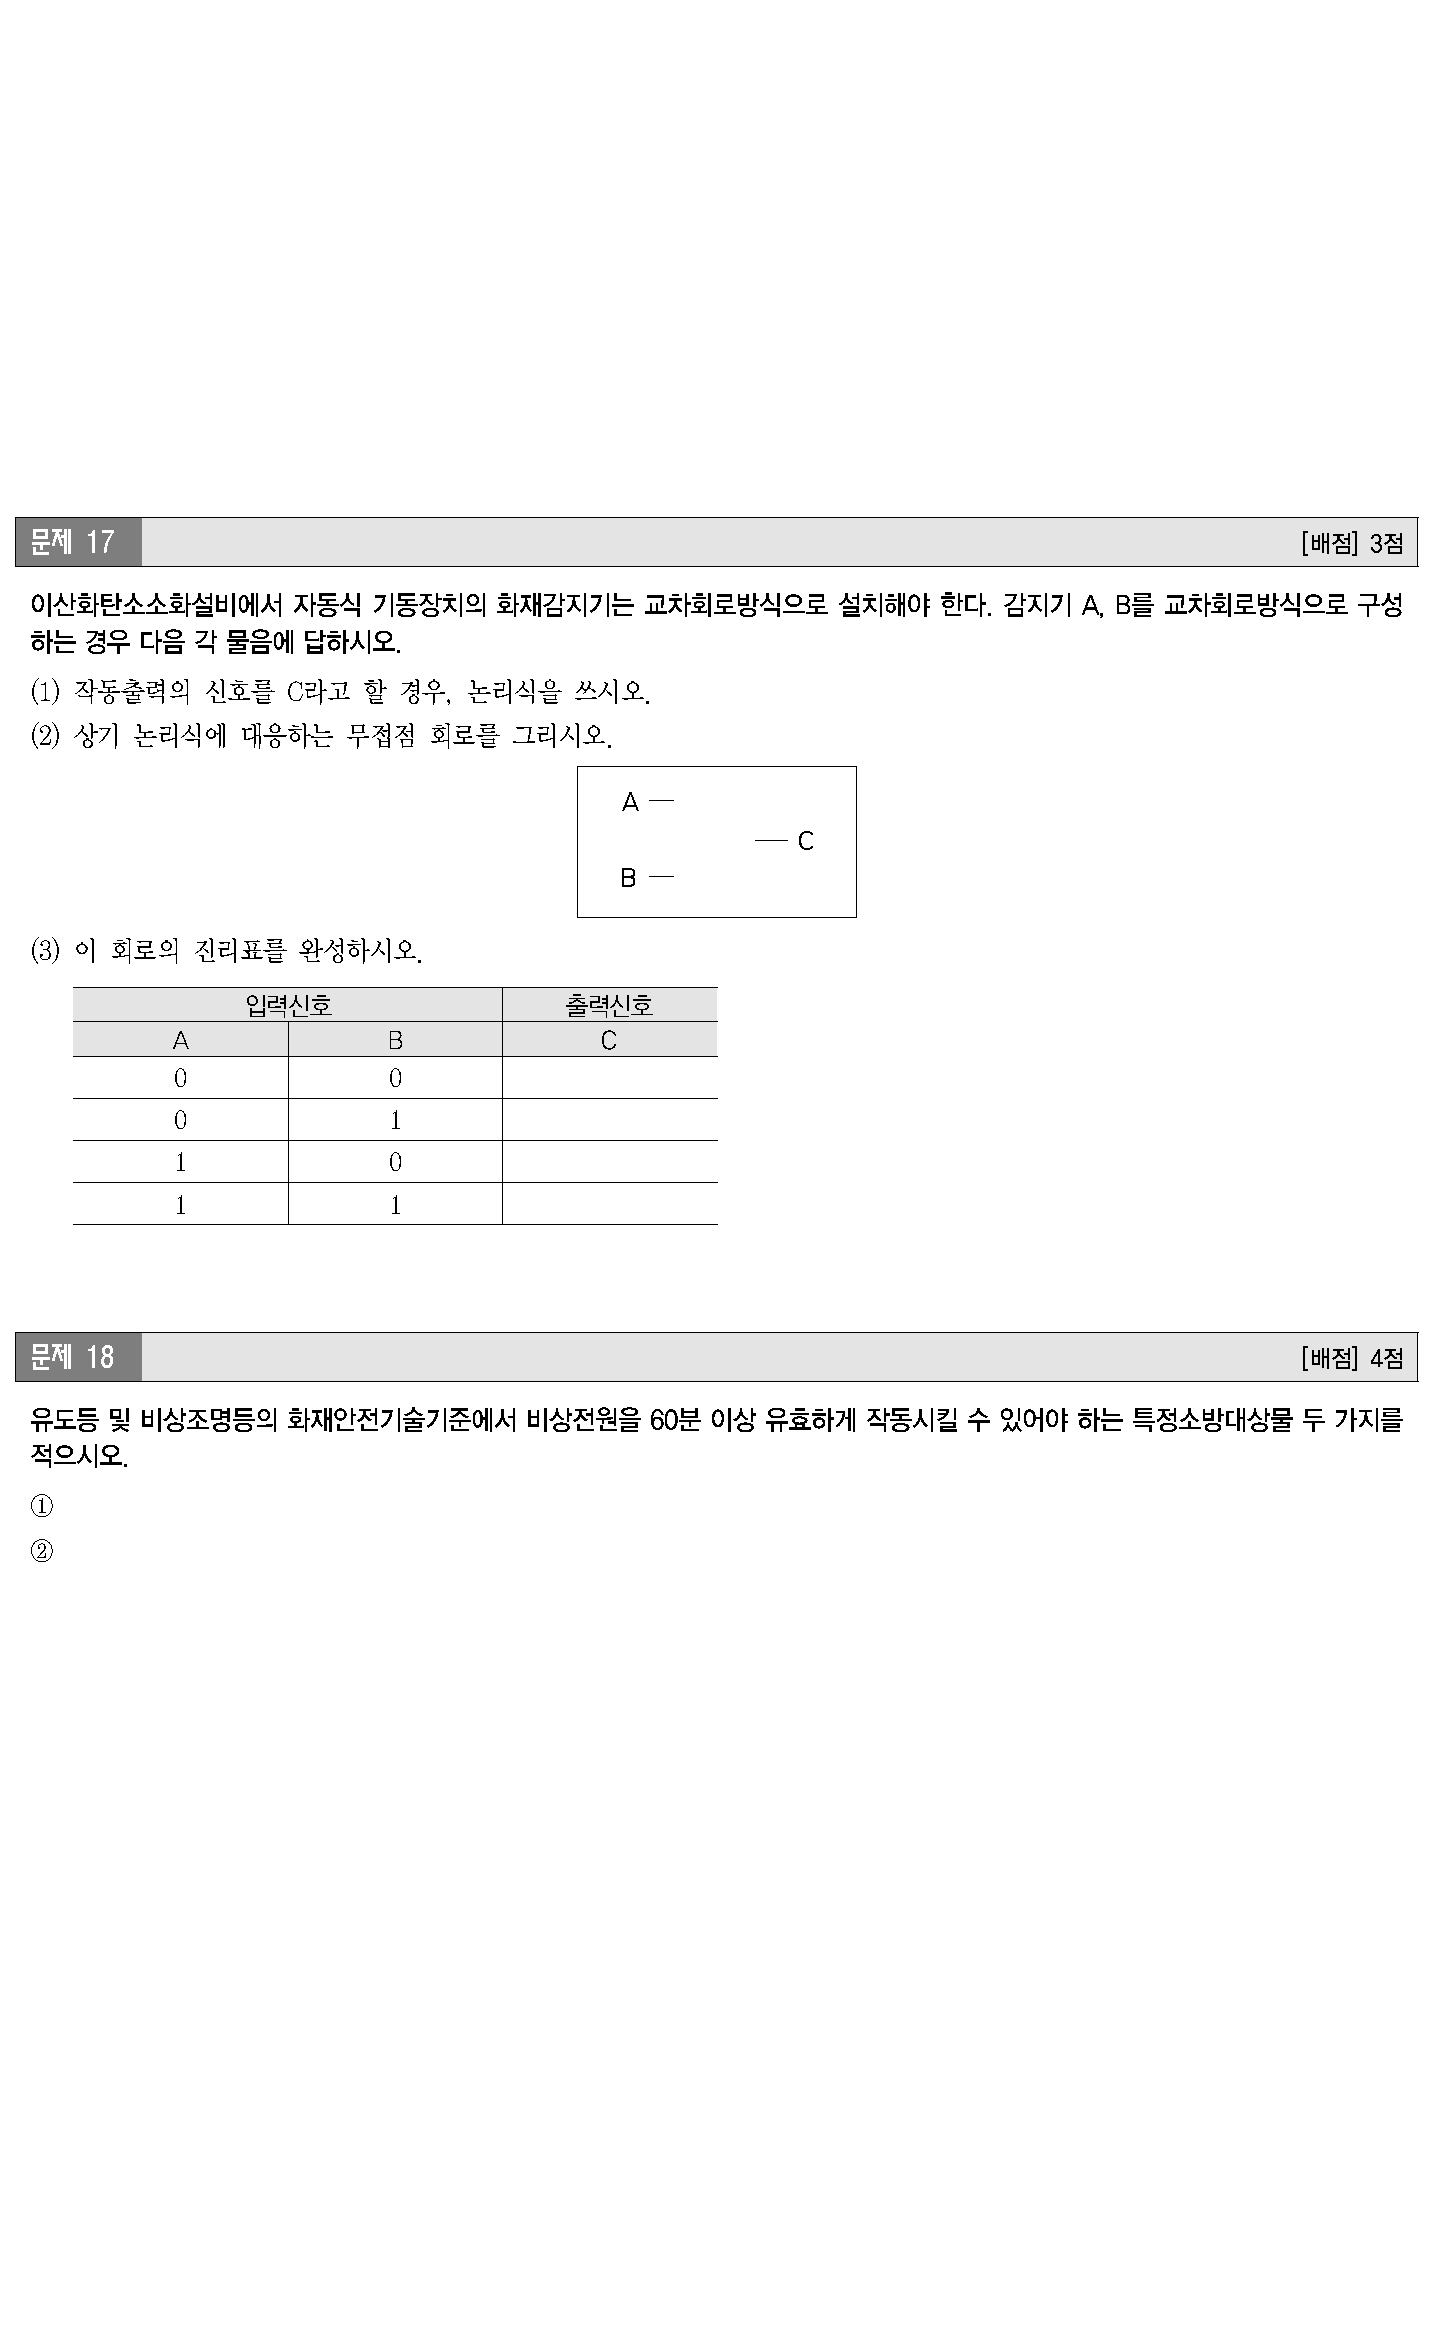 문제 17 [배점] 3점
이산화탄소소화설비에서 자동식 기동장치의 화재감지기는 교차회로방식으로 설치해야 한다. 감지기 A, B를 교차회로방식으로 구성
하는 경우 다음 각 물음에 답하시오.
(1) 작동출력의 신호를 C라고 할 경우, 논리식을 쓰시오.
(2) 상기 논리식에 대응하는 무접점 회로를 그리시오.
A
C
B
(3) 이 회로의 진리표를 완성하시오.
입력신호 출력신호
A B C
0 0
0 1
1 0
1 1
문제 18 [배점] 4점
유도등 및 비상조명등의 화재안전기술기준에서 비상전원을 60분 이상 유효하게 작동시킬 수 있어야 하는 특정소방대상물 두 가지를
적으시오.
①
②